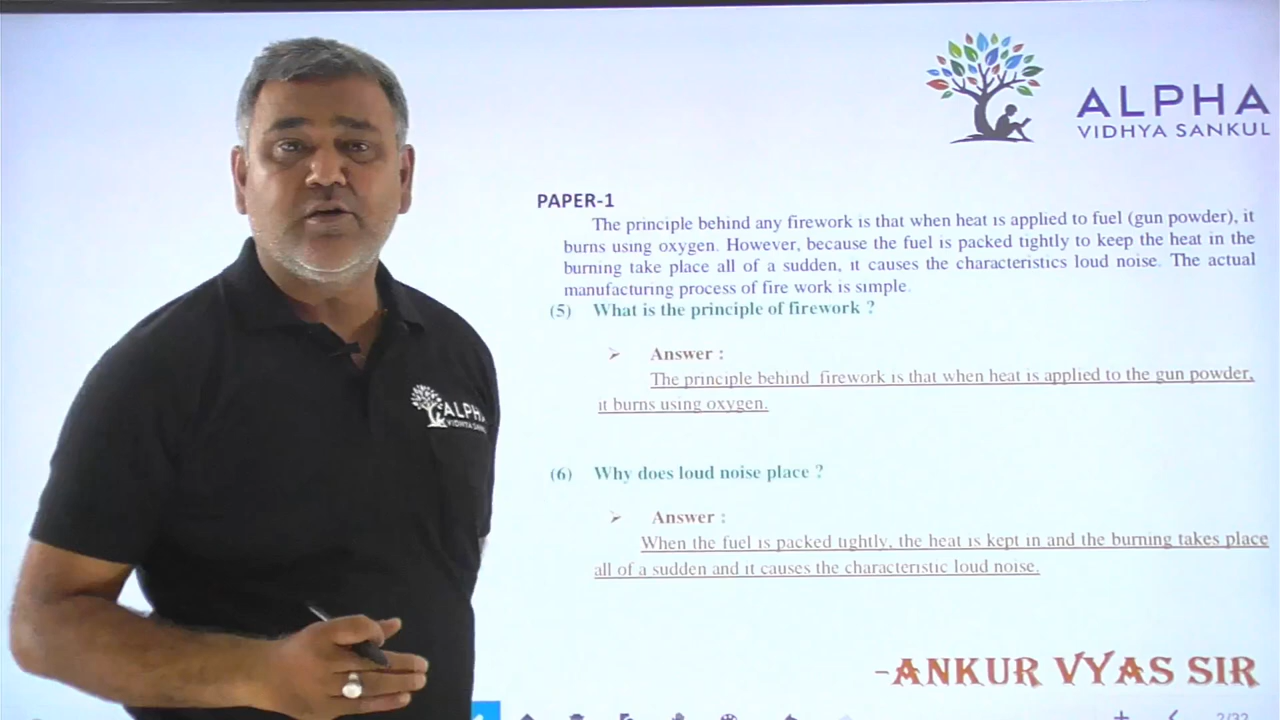 ALPHA
VIDHYA SANKUL
PAPER-1
The principle behind any firework is that when heat is applied to fuel (gun powder), it
burns using oxygen. However, because the fuel is packed tightly to keep the heat in the
burning take place all of a sudden, it causes the characteristics loud noise. The actual
manufacturing process of fire work is simple.
(5) What is the principle of firework ?
➢ Answer :
The principle behind firework is that when heat is applied to the gun powder,
it burns using oxygen.
(6) Why does loud noise place ?
➢ Answer :
When the fuel is packed tightly, the heat is kept in and the burning takes place
all of a sudden and it causes the characteristic loud noise.
-ANKUR VYAS SIR
2/22
ALPHA
VIDHYA